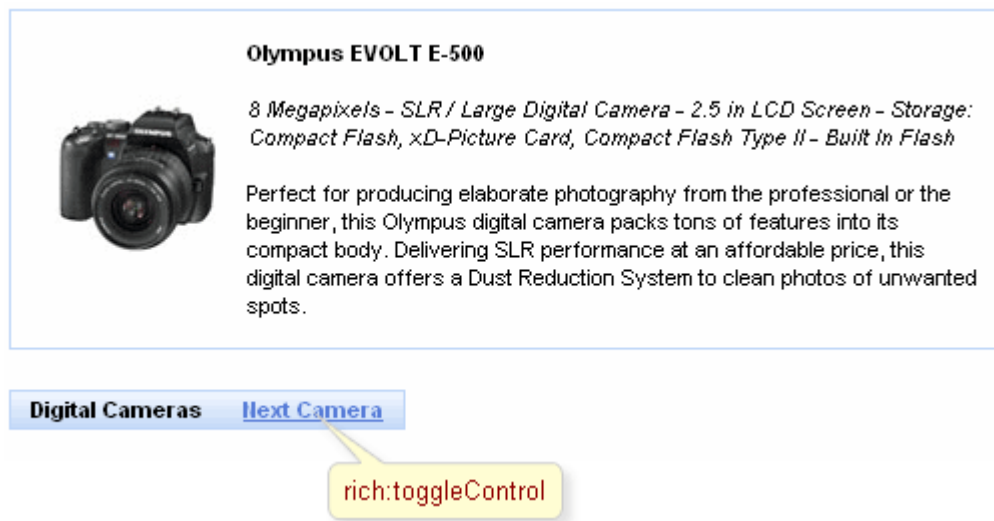 Olympus EVOLT E-500
8 Megapixels - SLR / Large Digital Camera - 2.5 in LCD Screen - Storage:
Compact Flash, xD-Picture Card, Compact Flash Type II - Built In Flash
Perfect for producing elaborate photography from the professional or the
beginner, this Olympus digital camera packs tons of features into its
compact body. Delivering SLR performance at an affordable price, this
digital camera offers a Dust Reduction System to clean photos of unwanted
spots.
OLYMPUS
Digital Cameras Next Camera
rich:toggleControl